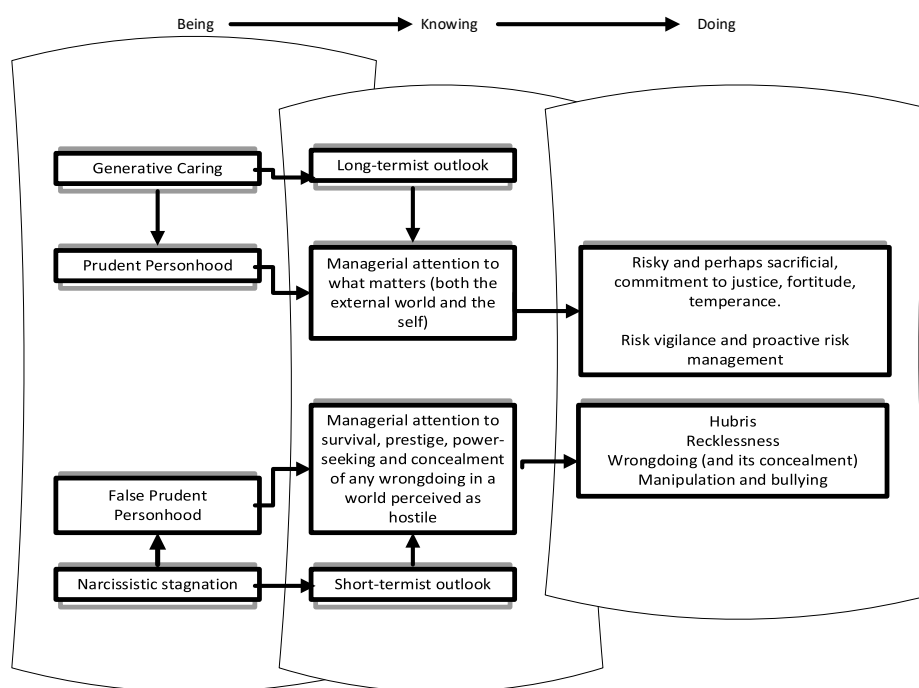 Being
Knowing
Doing
Generative Caring
Long-termist outlook
Prudent Personhood
Managerial attention to
what matters (both the
external world and the
self)
Risky and perhaps sacrificial,
commitment to justice, fortitude,
temperance.
Risk vigilance and proactive risk
management
Managerial attention to
survival, prestige, power-
seeking and concealment
of any wrongdoing in a
world perceived as
hostile
Hubris
Recklessness
Wrongdoing (and its concealment)
Manipulation and bullying
False Prudent
Personhood
Narcissistic stagnation
Short-termist outlook